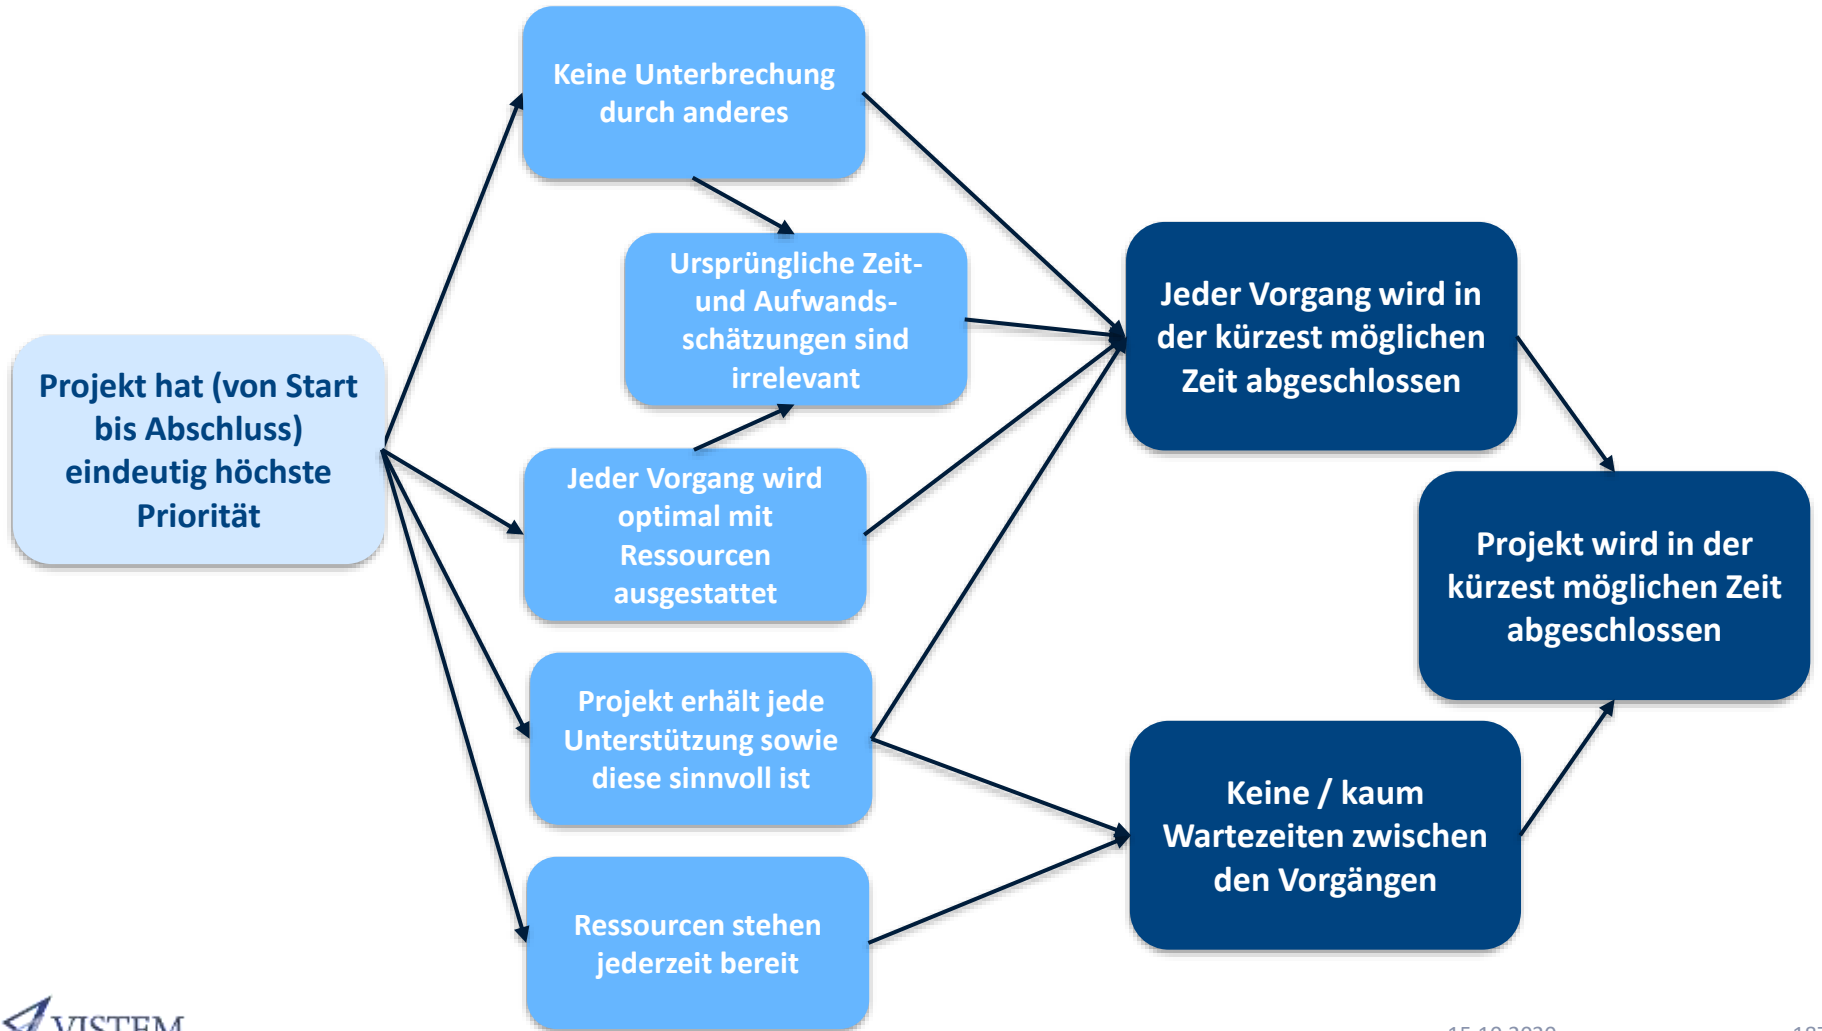 Keine Unterbrechung
durch anderes
Ursprüngliche Zeit-
und Aufwands-
schätzungen sind
irrelevant
Jeder Vorgang wird in
der kürzest möglichen
Zeit abgeschlossen
Projekt hat (von Start
bis Abschluss)
eindeutig höchste
Priorität
Jeder Vorgang wird
optimal mit
Ressourcen
ausgestattet
Projekt wird in der
kürzest möglichen Zeit
abgeschlossen
Projekt erhält jede
Unterstützung sowie
diese sinnvoll ist
Keine / kaum
Wartezeiten zwischen
den Vorgängen
Ressourcen stehen
jederzeit bereit
VISTEM